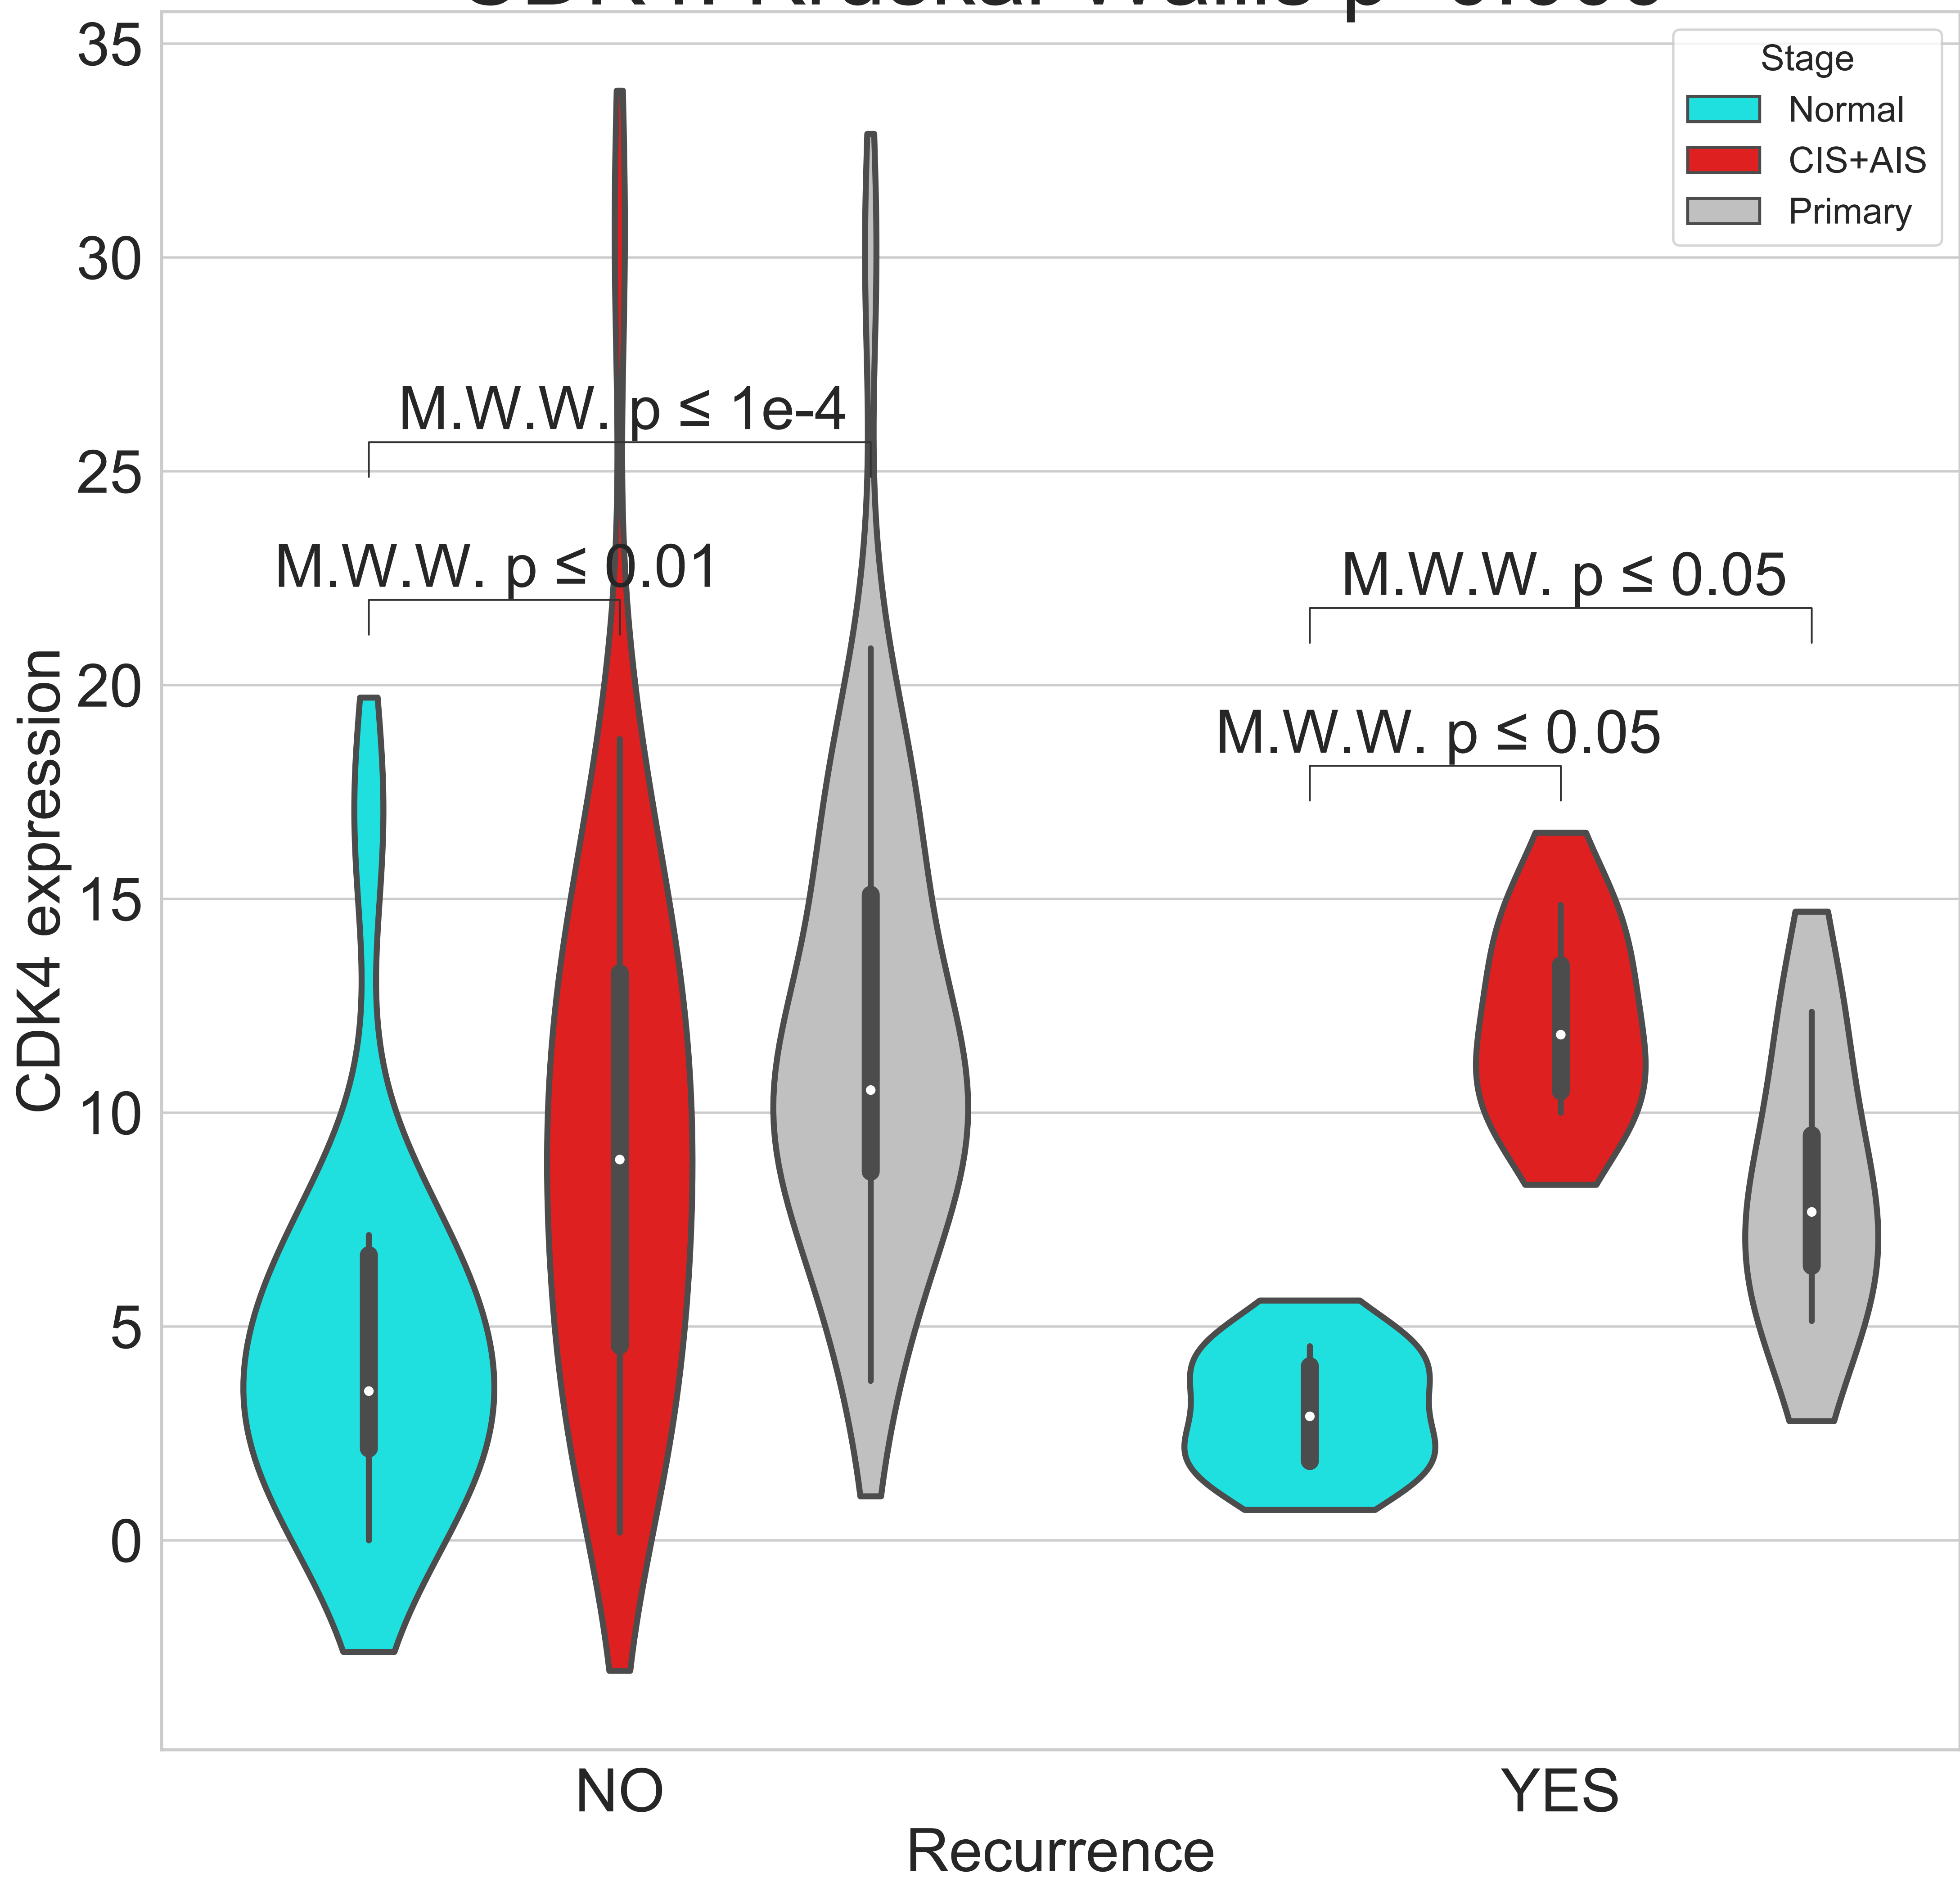 35
30
25
20
15
10
5
0
CDK4 expression
Stage
Normal
CIS+AIS
Primary
M.W.W. p ≤ 1e-4
M.W.W. p ≤ 0.01
M.W.W. p ≤ 0.05
M.W.W. p ≤ 0.05
NO
YES
Recurrence